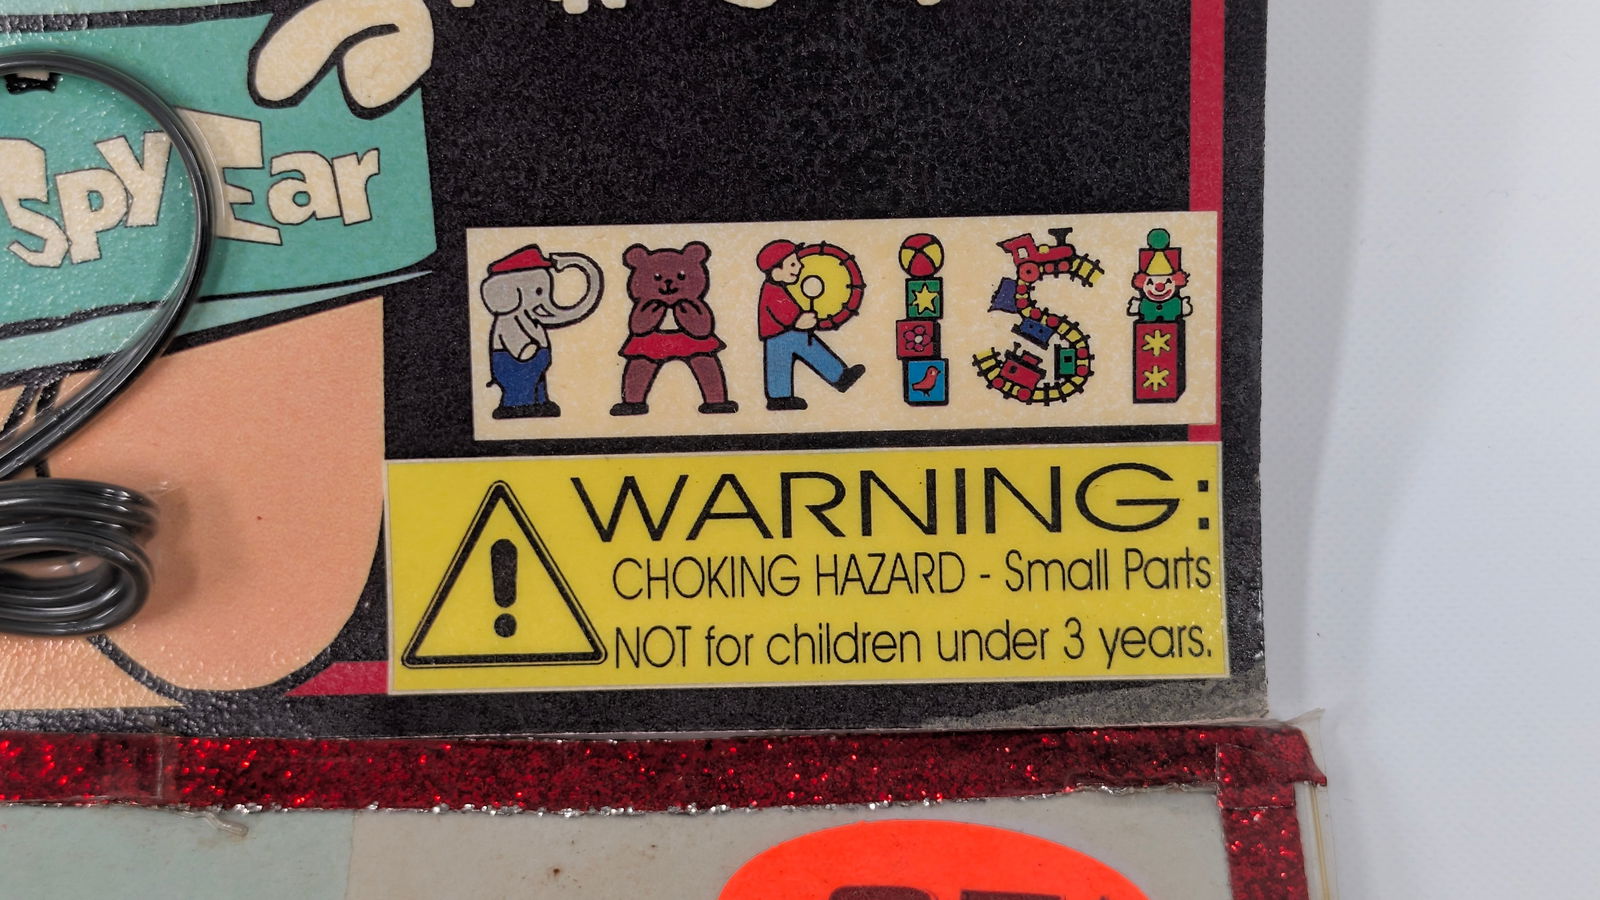 Spy Ear
PARISI
WARNING:
CHOKING HAZARD - Small Parts
NOT for children under 3 years.